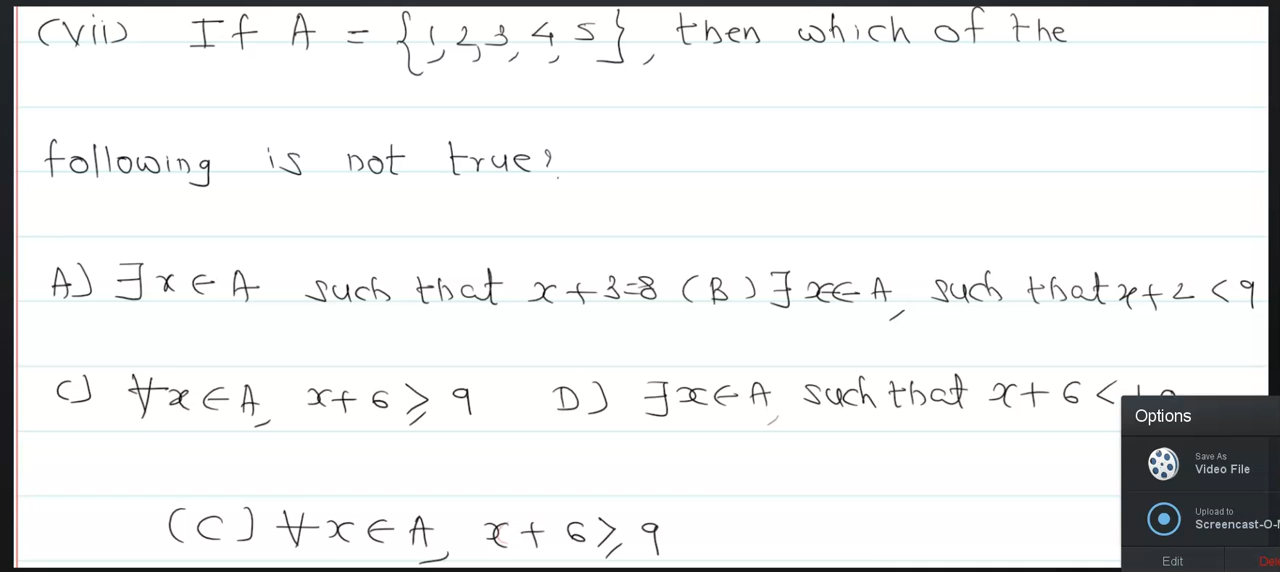 (vii) If A = {1, 2, 3, 4, 5}, then which of the
following is not true?
A) ∃ x ∈ A such that x + 3 = 8 (B) ∃ x ∈ A, such that x + 2 < 9
C) ∀ x ∈ A, x + 6 ≥ 9 D) ∃ x ∈ A, such that x + 6 <
Options
Save As
Video File
Upload to
Screencast-O-
Edit
(C) ∀ x ∈ A, x + 6 ≥ 9